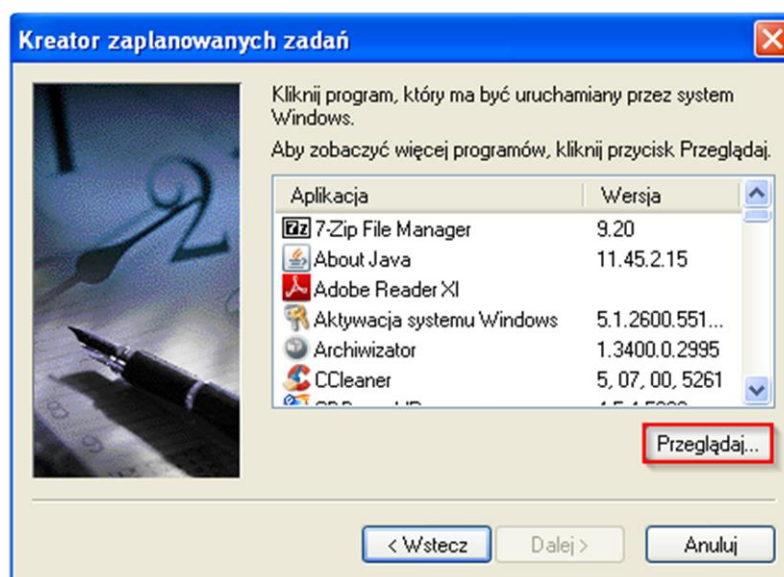 Kreator zaplanowanych zadań
Kliknij program, który ma być uruchamiany przez system
Windows.
Aby zobaczyć więcej programów, kliknij przycisk Przeglądaj.
Aplikacja Wersja
7-Zip File Manager 9.20
About Java 11.45.2.15
Adobe Reader XI
Aktywacja systemu Windows 5.1.2600.551...
Archiwizator 1.3400.0.2995
CCleaner 5, 07, 00, 5261
Przeglądaj...
< Wstecz Dalej > Anuluj